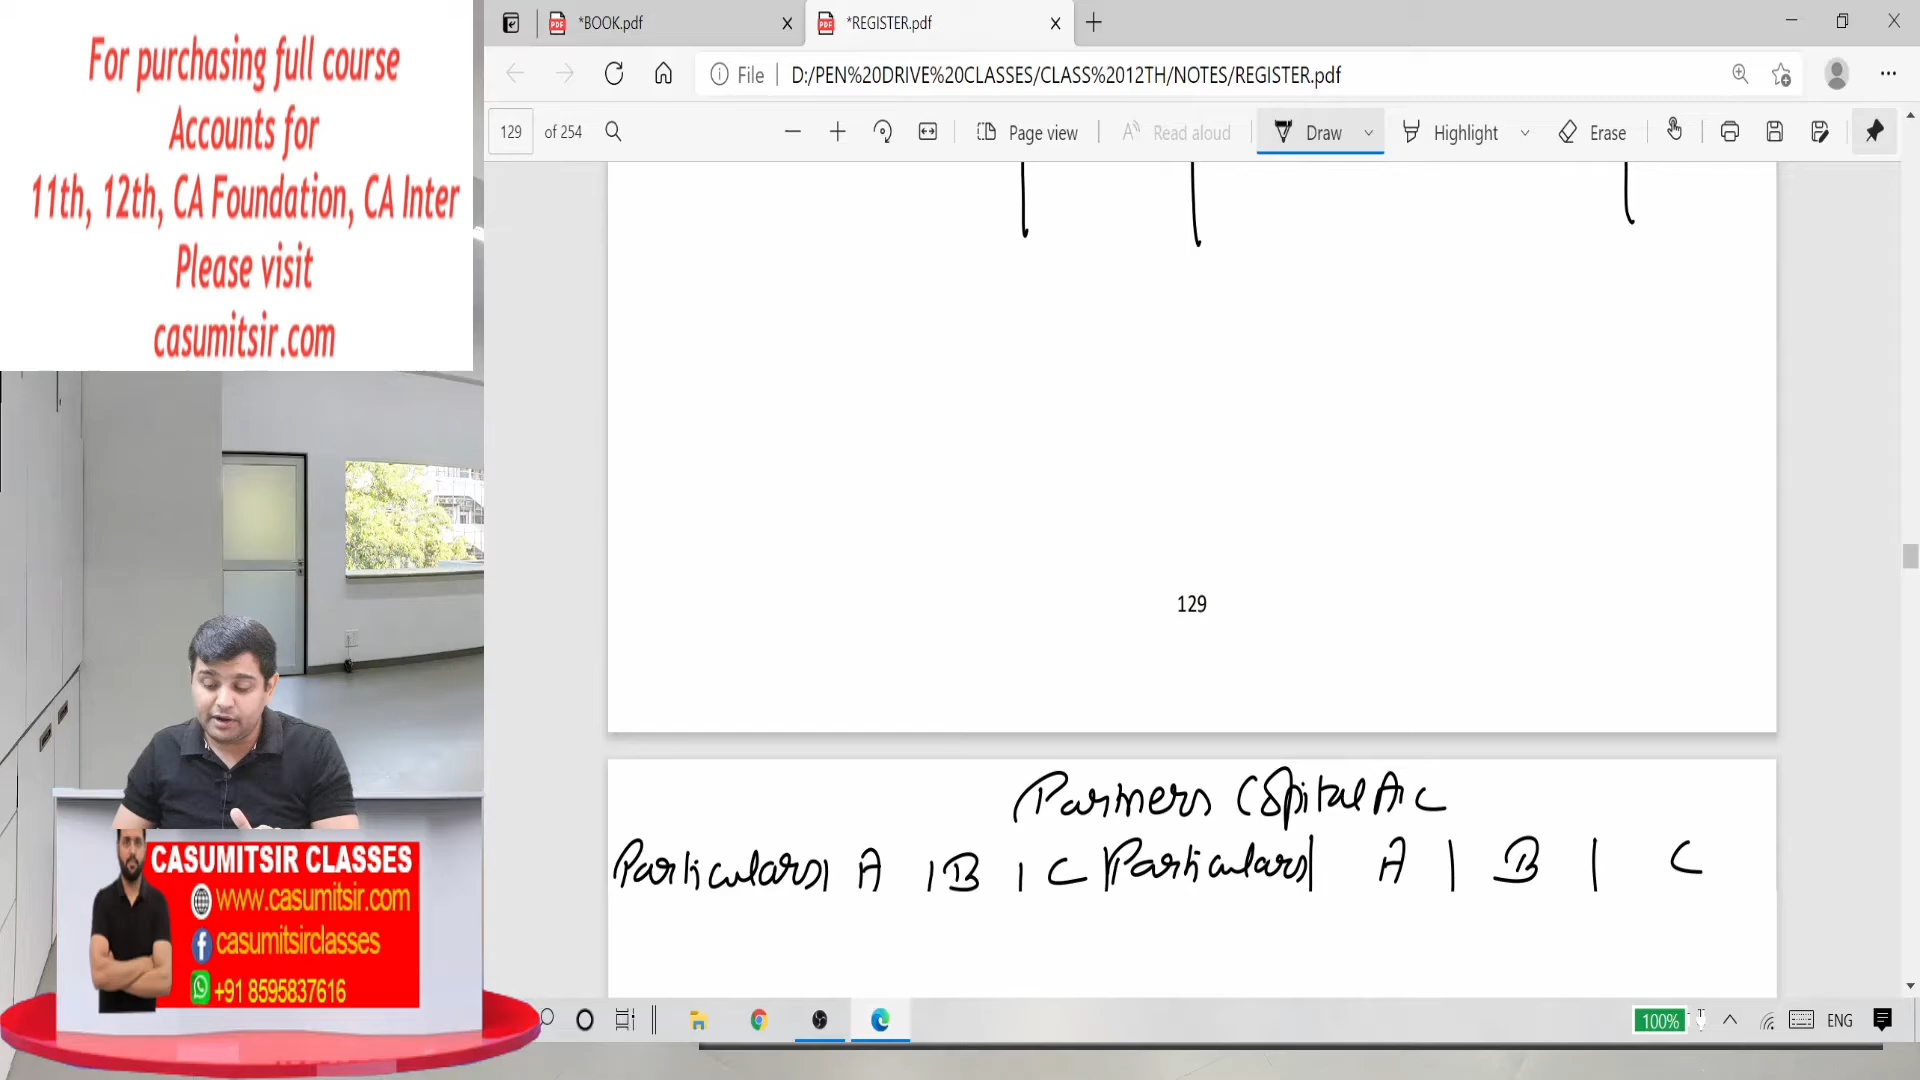 For purchasing full course
Accounts for
11th, 12th, CA Foundation, CA Inter
Please visit
casumitsir.com
CASUMITSIR CLASSES
www.casumitsir.com
casumitsirclasses
+91 8595837616
*BOOK.pdf
*REGISTER.pdf
File
D:/PEN%20DRIVE%20CLASSES/CLASS%2012TH/NOTES/REGISTER.pdf
129 of 254
Page view
Read aloud
Draw
Highlight
Erase
129
Partners Capital A/c
Particulars | A | B | C | Particulars | A | B | C
100%
ENG